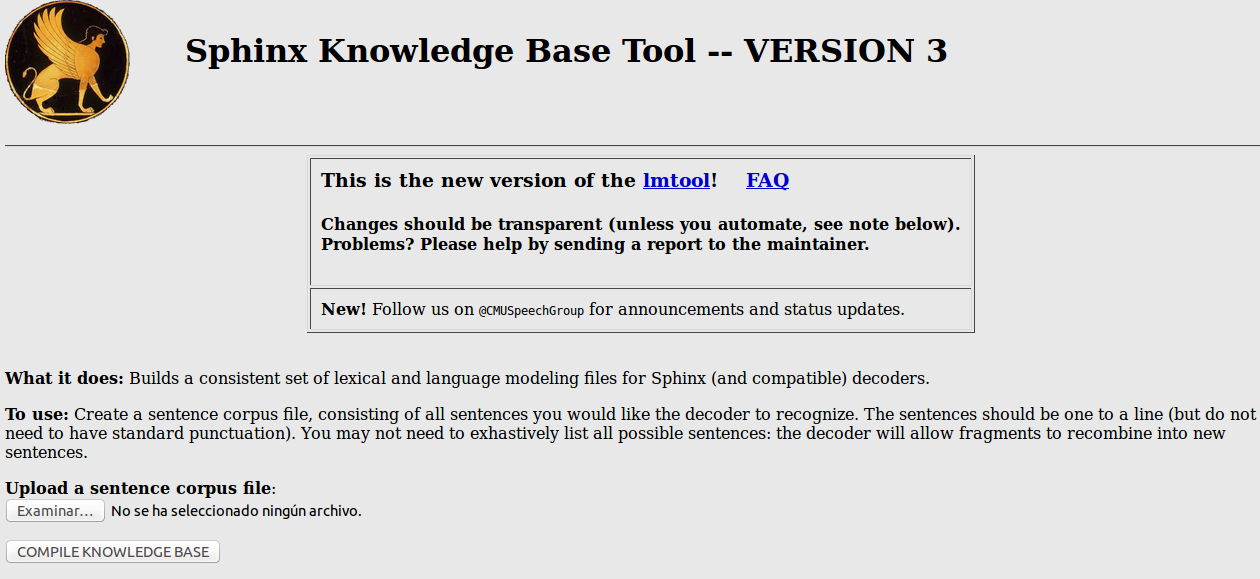 Sphinx Knowledge Base Tool -- VERSION 3
This is the new version of the lmtool! FAQ
Changes should be transparent (unless you automate, see note below).
Problems? Please help by sending a report to the maintainer.
New! Follow us on @CMUSpeechGroup for announcements and status updates.
What it does: Builds a consistent set of lexical and language modeling files for Sphinx (and compatible) decoders.
To use: Create a sentence corpus file, consisting of all sentences you would like the decoder to recognize. The sentences should be one to a line (but do not
need to have standard punctuation). You may not need to exhastively list all possible sentences: the decoder will allow fragments to recombine into new
sentences.
Upload a sentence corpus file:
Examinar... No se ha seleccionado ningún archivo.
COMPILE KNOWLEDGE BASE